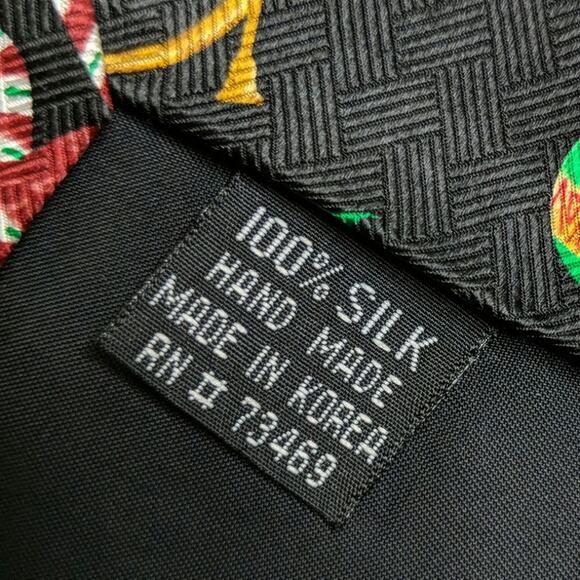 100% SILK
HAND MADE
MADE IN KOREA
RN # 73469